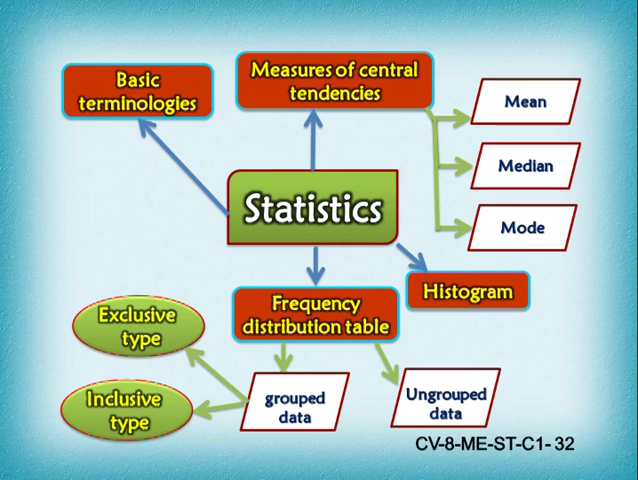 Basic
terminologies
Measures of central
tendencies
Mean
Median
Mode
Statistics
Histogram
Frequency
distribution table
Exclusive
type
Inclusive
type
grouped
data
Ungrouped
data
CV-8-ME-ST-C1- 32